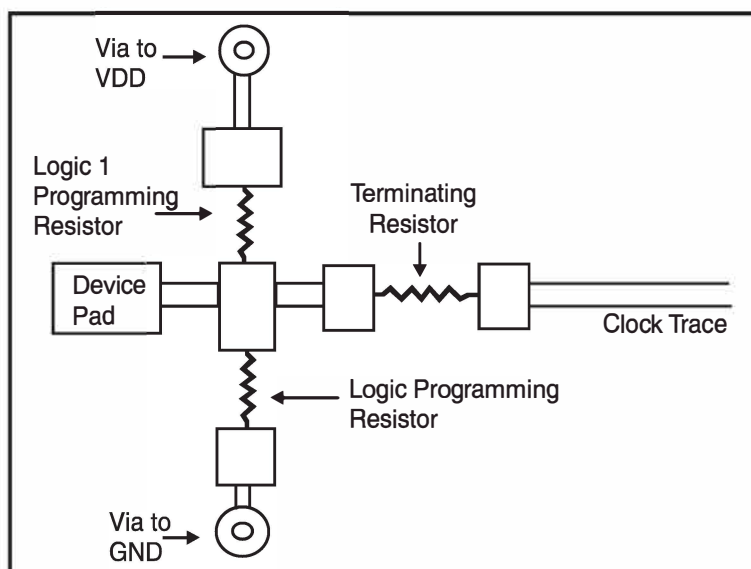 Via to
VDD
Logic 1
Programming
Resistor
Terminating
Resistor
Device
Pad
Clock Trace
Logic Programming
Resistor
Via to
GND